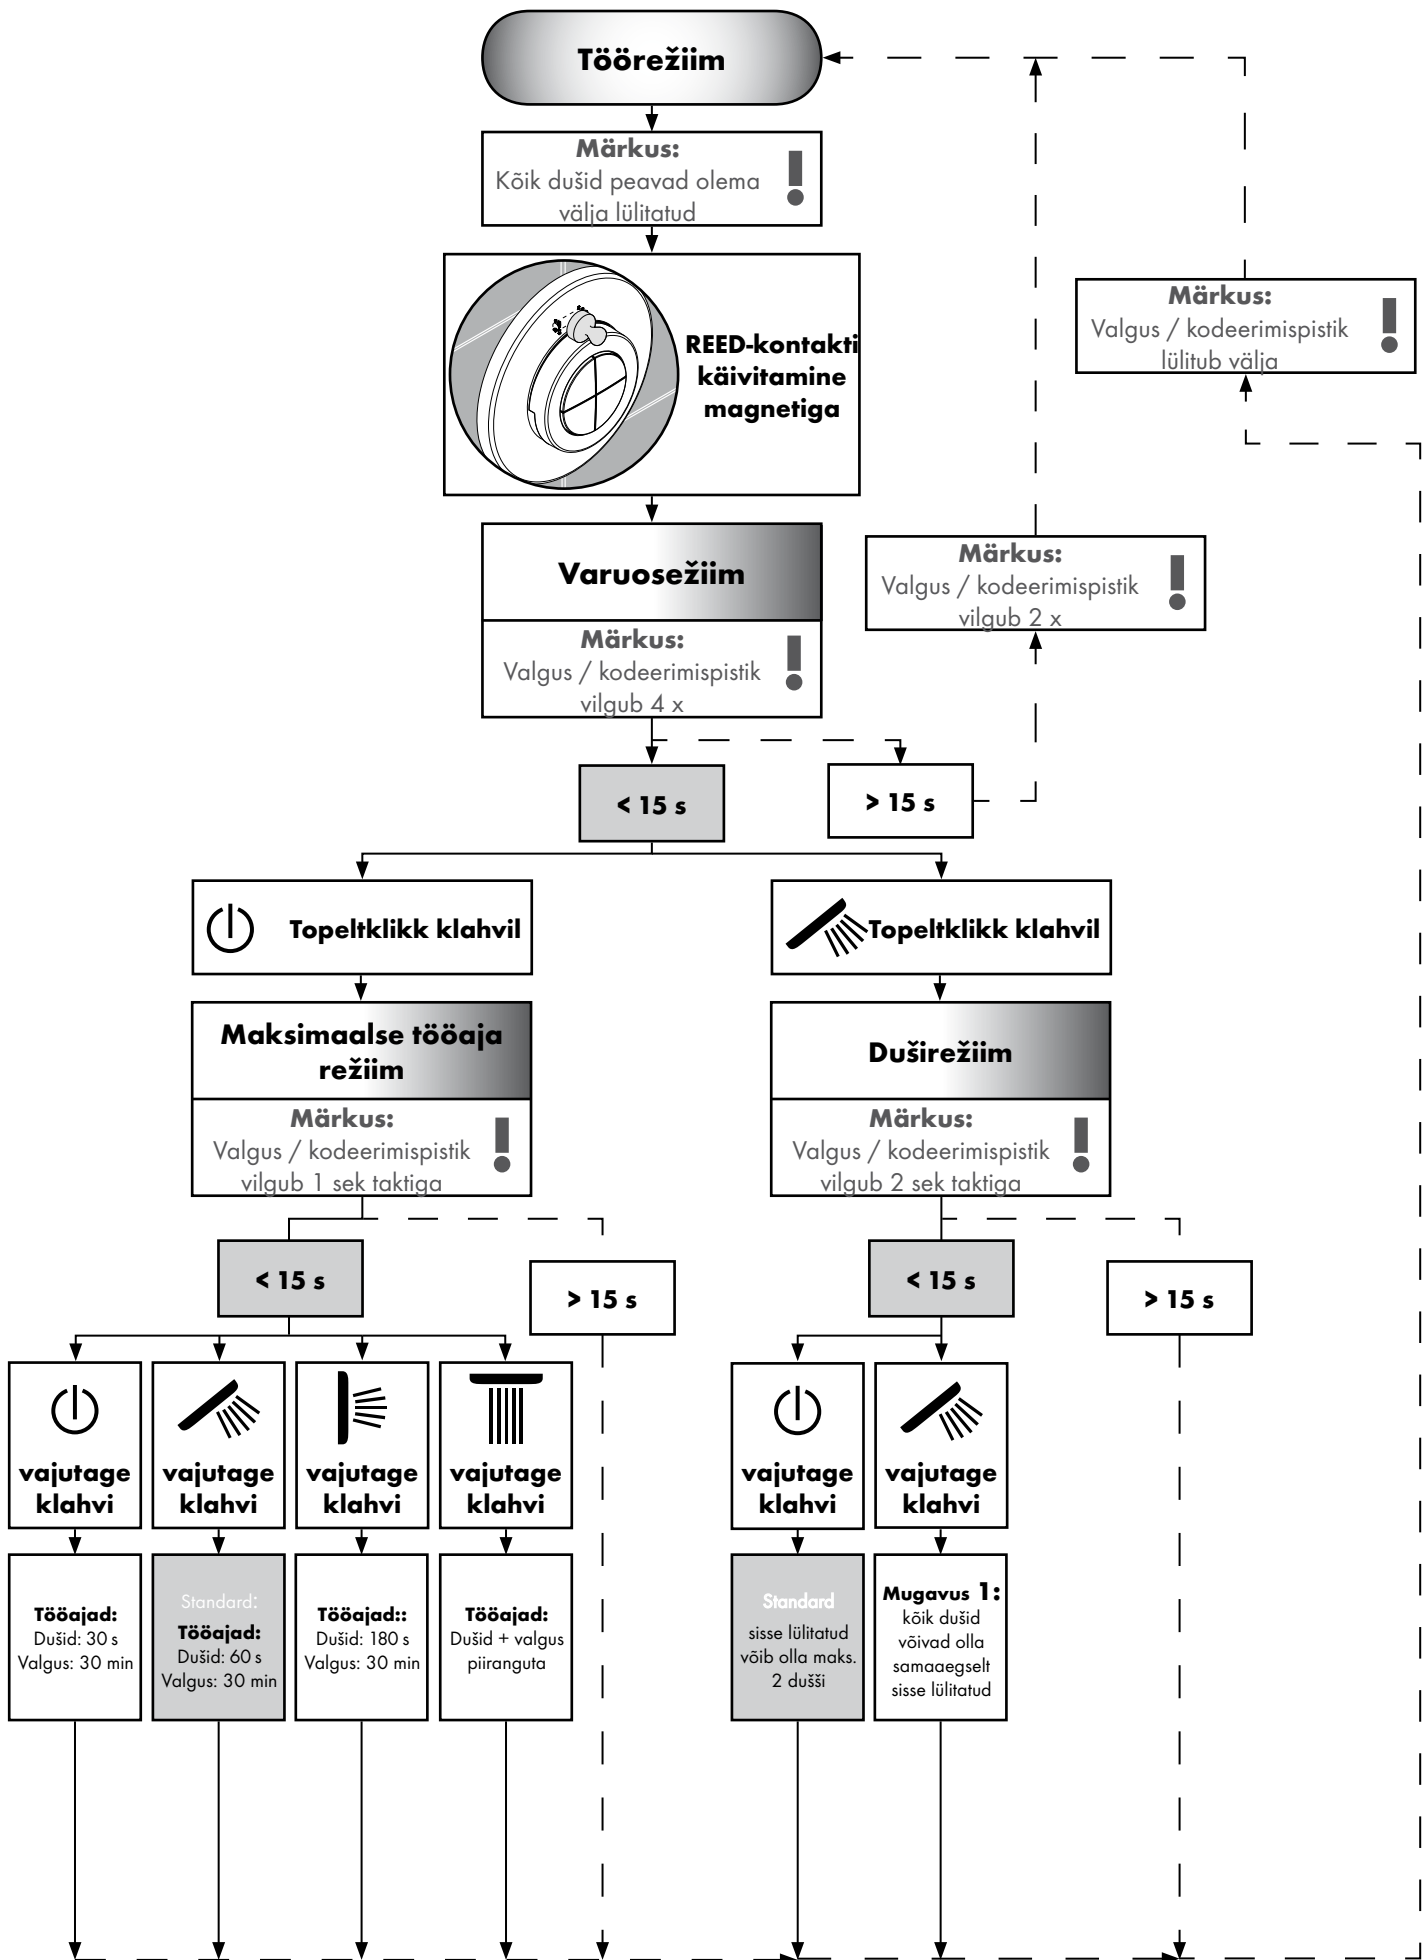 Töörežiim
Märkus:
Kõik dušid peavad olema
välja lülitatud
REED-kontakti
käivitamine
magnetiga
Märkus:
Valgus / kodeerimispistik
lülitub välja
Varuosežiim
Märkus:
Valgus / kodeerimispistik
vilgub 4 x
Märkus:
Valgus / kodeerimispistik
vilgub 2 x
< 15 s
> 15 s
Topeltklikk klahvil
Topeltklikk klahvil
Maksimaalse tööaja
režiim
Märkus:
Valgus / kodeerimispistik
vilgub 1 sek taktiga
Duširežiim
Märkus:
Valgus / kodeerimispistik
vilgub 2 sek taktiga
< 15 s
> 15 s
< 15 s
> 15 s
vajutage
klahvi
vajutage
klahvi
vajutage
klahvi
vajutage
klahvi
vajutage
klahvi
vajutage
klahvi
Tööajad:
Dušid: 30 s
Valgus: 30 min
Standard:
Tööajad:
Dušid: 60 s
Valgus: 30 min
Tööajad::
Dušid: 180 s
Valgus: 30 min
Tööajad:
Dušid + valgus
piiranguta
Standard
sisse lülitatud
võib olla maks.
2 dušši
Mugavus 1:
kõik dušid
võivad olla
samaaegselt
sisse lülitatud